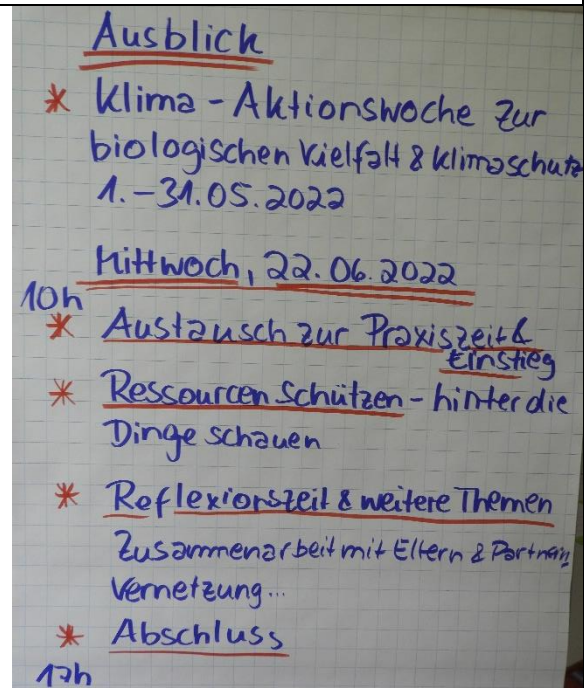 Ausblick
* Klima - Aktionswoche zur
biologischen Vielfalt & Klimaschutz
1. - 31.05.2022
Mittwoch, 22.06.2022
10h
* Austausch zur Praxiszeit &
Einstieg
* Ressourcen Schützen - hinter die
Dinge schauen
* Reflexionszeit & weitere Themen
Zusammenarbeit mit Eltern & Partnern,
Vernetzung...
* Abschluss
17h